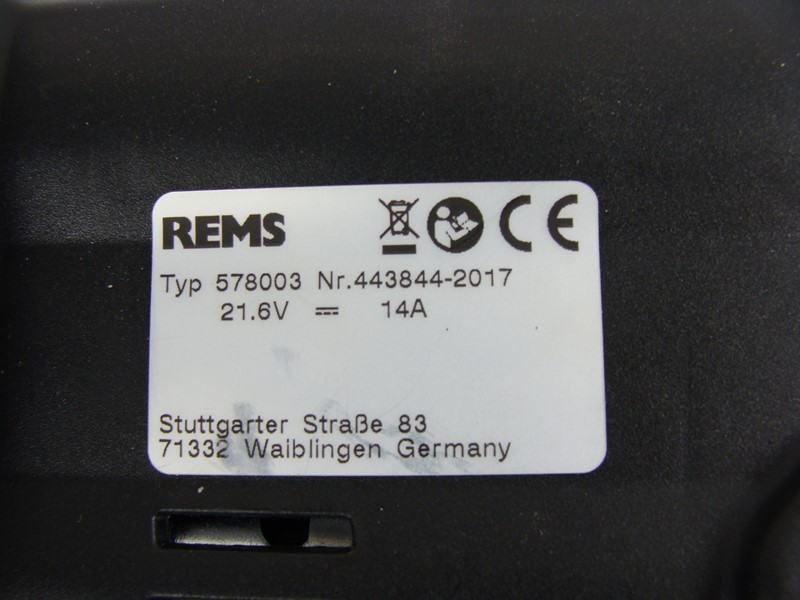 REMS CE
Typ 578003 Nr.443844-2017
21.6V ⎓ 14A
Stuttgarter Straße 83
71332 Waiblingen Germany